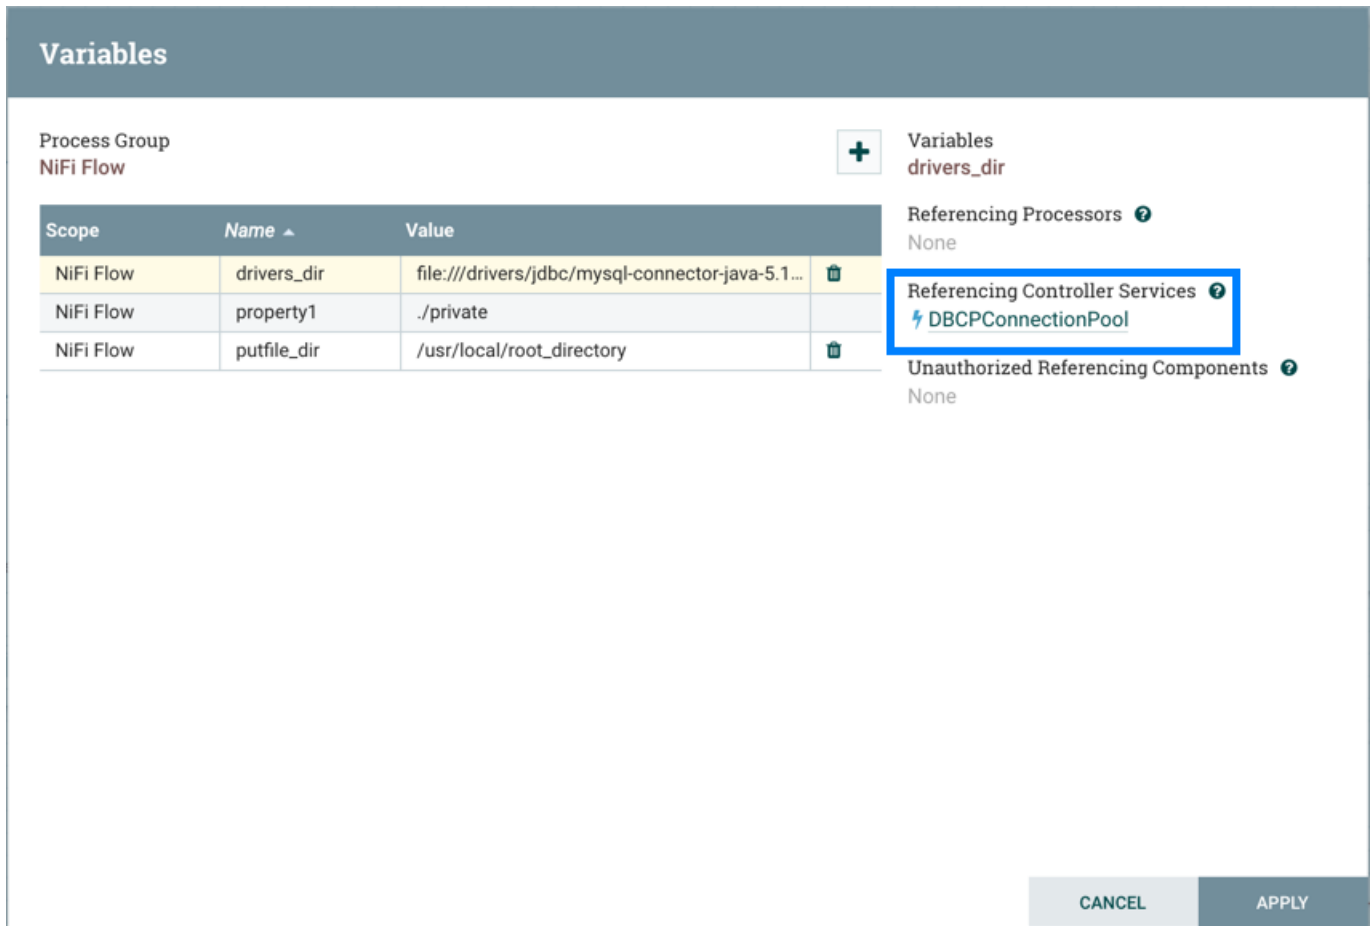 Variables
Process Group
NiFi Flow
Scope Name Value
NiFi Flow drivers_dir file:///drivers/jdbc/mysql-connector-java-5.1...
NiFi Flow property1 ./private
NiFi Flow putfile_dir /usr/local/root_directory
Variables
drivers_dir
Referencing Processors
None
Referencing Controller Services
DBCPConnectionPool
Unauthorized Referencing Components
None
CANCEL APPLY